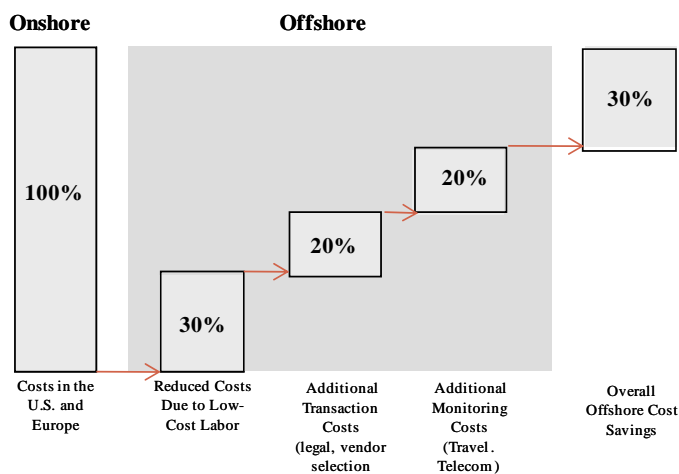 Onshore
Offshore
100%
30%
20%
20%
30%
Costs in the
U.S. and
Europe
Reduced Costs
Due to Low-
Cost Labor
Additional
Transaction
Costs
(legal, vendor
selection
Additional
Monitoring
Costs
(Travel.
Telecom)
Overall
Offshore Cost
Savings